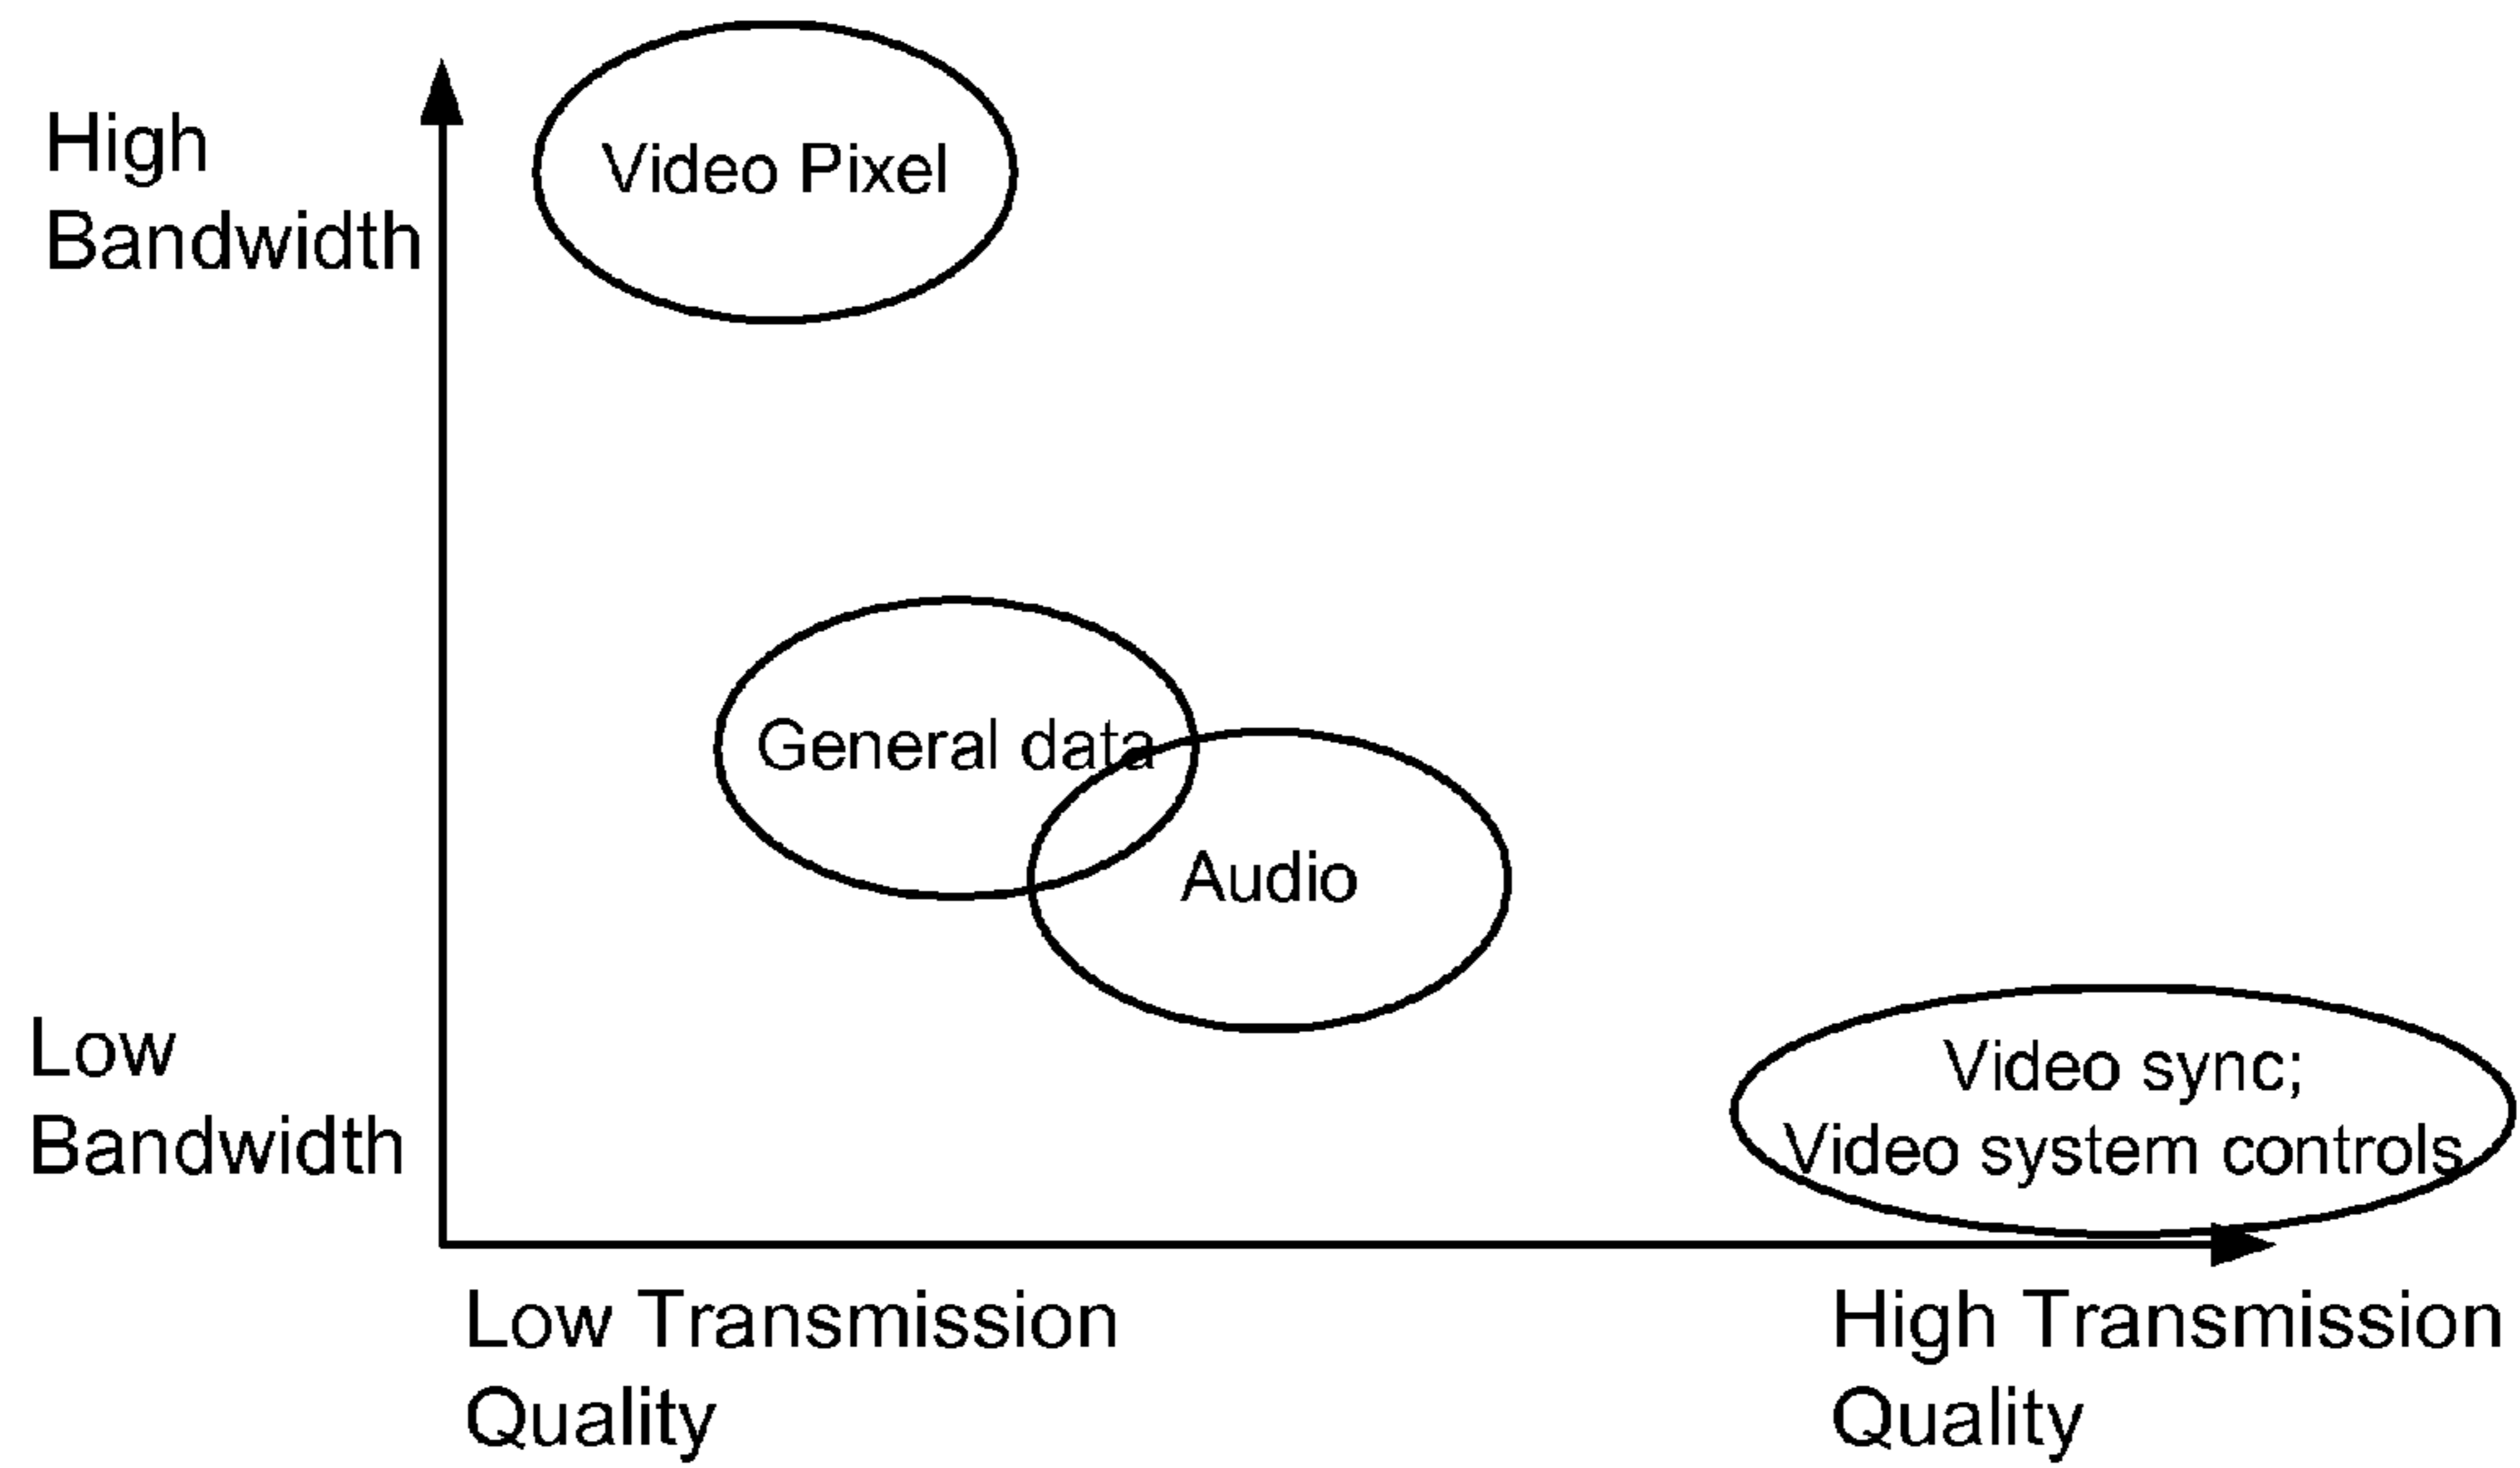 High
Bandwidth
Video Pixel
General data
Audio
Low
Bandwidth
Video sync;
Video system controls
Low Transmission
Quality
High Transmission
Quality